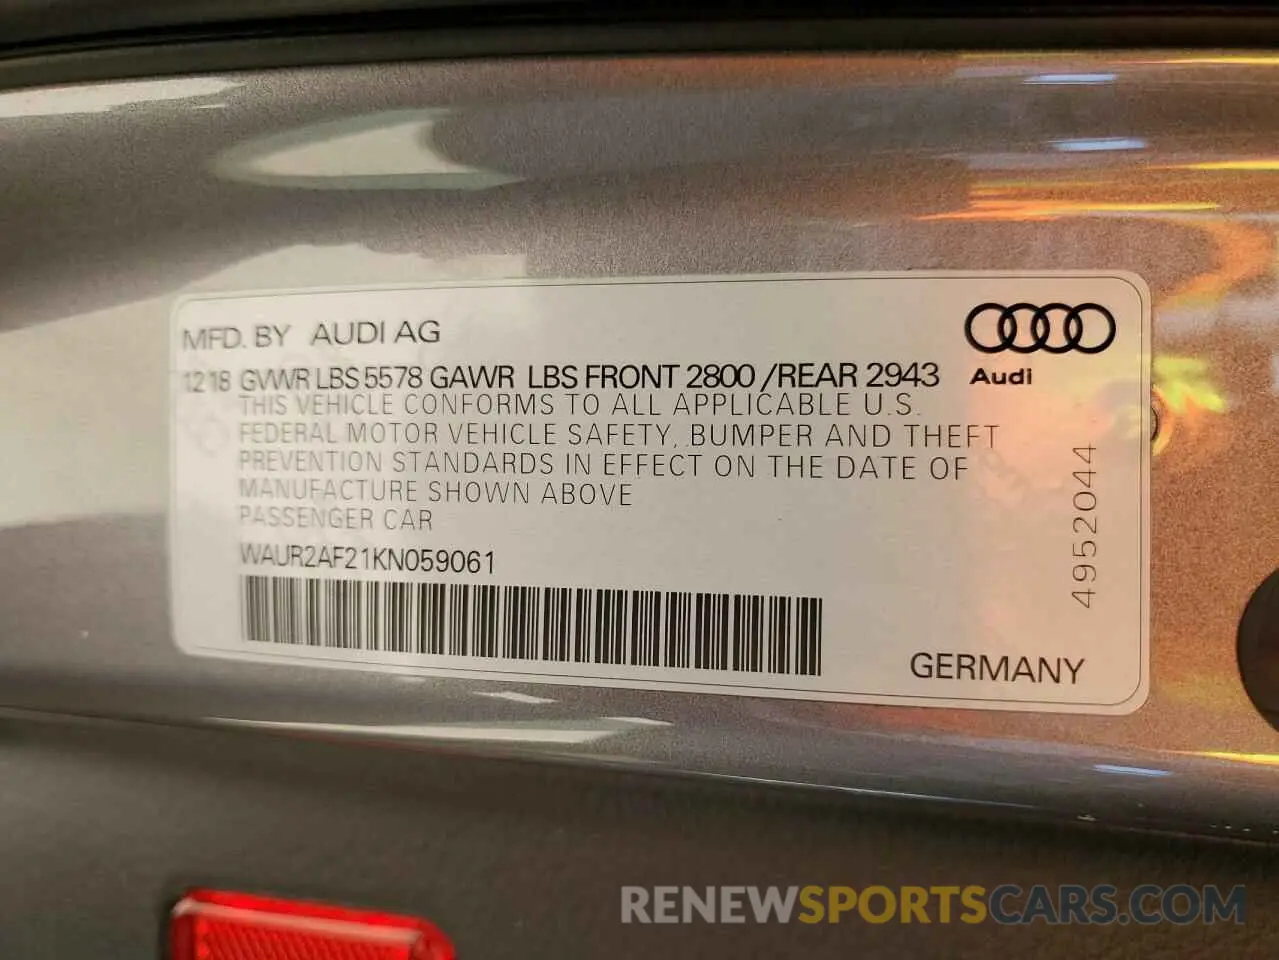 MFD. BY AUDI AG
1218 GVWR LBS 5578 GAWR LBS FRONT 2800 /REAR 2943
Audi
THIS VEHICLE CONFORMS TO ALL APPLICABLE U.S.
FEDERAL MOTOR VEHICLE SAFETY, BUMPER AND THEFT
PREVENTION STANDARDS IN EFFECT ON THE DATE OF
MANUFACTURE SHOWN ABOVE
PASSENGER CAR
WAUR2AF21KN059061
4952044
GERMANY
RENEWSPORTSCARS.COM